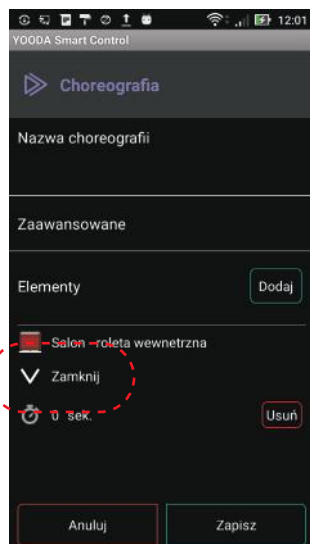 12:01
YOODA Smart Control
Choreografia
Nazwa choreografii
Zaawansowane
Elementy Dodaj
Salon -roleta wewnetrzna
Zamknij
0 sek. Usuń
Anuluj Zapisz